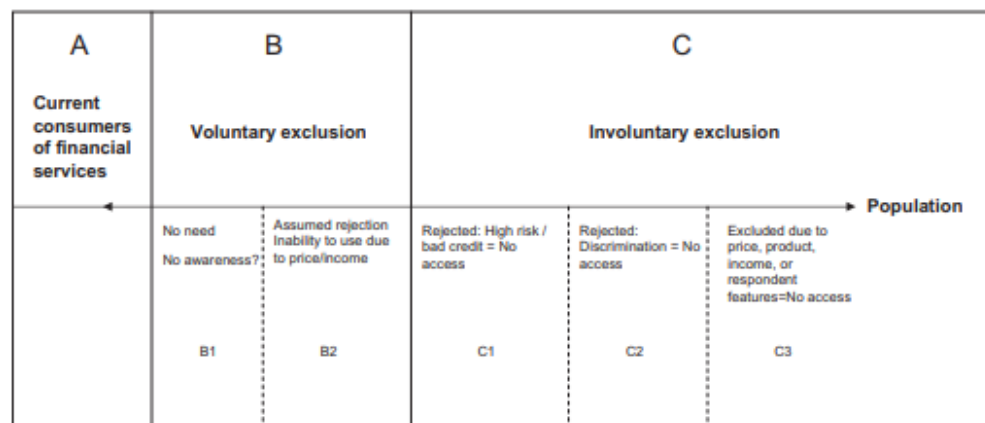 A
B
C
Current
consumers
of financial
services
Voluntary exclusion
Involuntary exclusion
Population
No need
No awareness?
Assumed rejection
Inability to use due
to price/income
Rejected: High risk /
bad credit = No
access
Rejected:
Discrimination = No
access
Excluded due to
price, product,
income, or
respondent
features=No access
B1
B2
C1
C2
C3